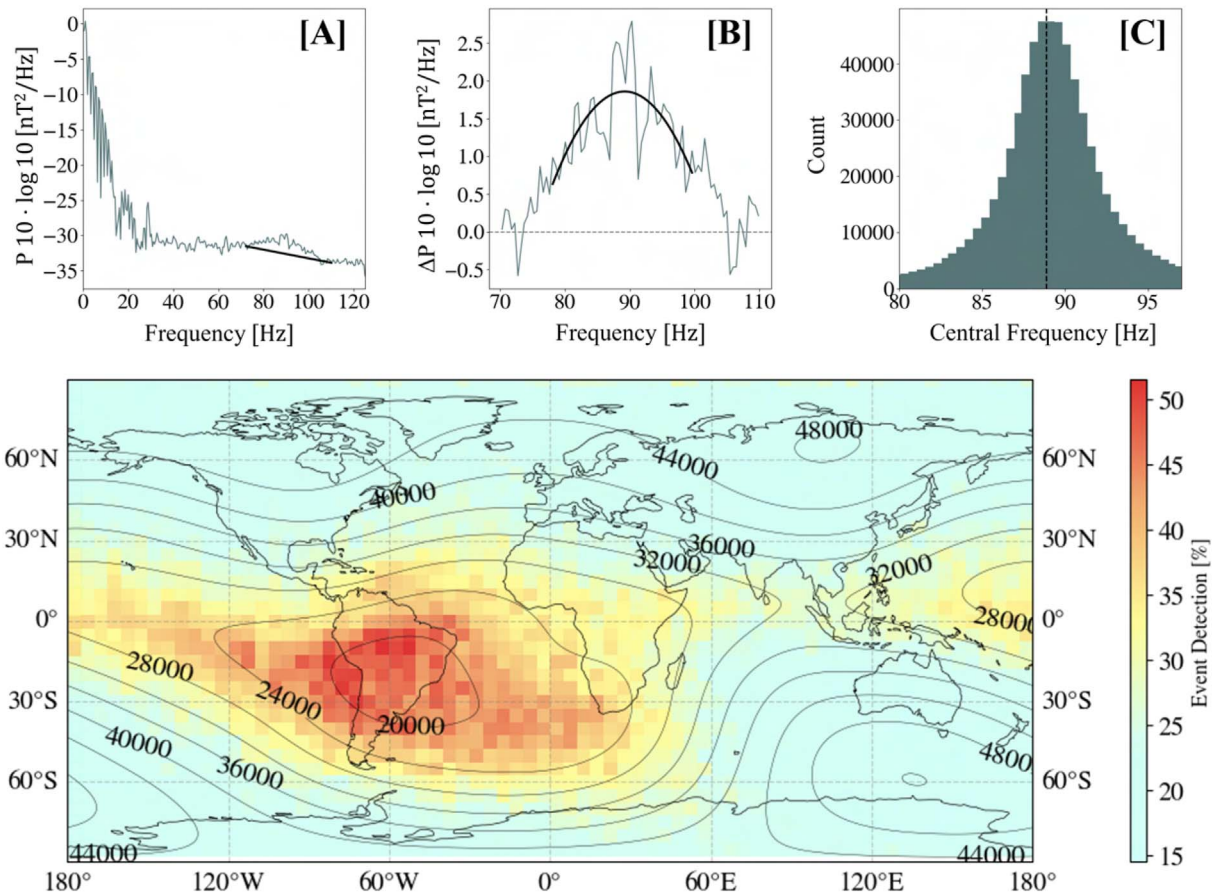 [A]
P 10 · log 10 [nT²/Hz]
0
−5
−10
−15
−20
−25
−30
−35
0 20 40 60 80 100 120
Frequency [Hz]
[B]
ΔP 10 · log 10 [nT²/Hz]
2.5
2.0
1.5
1.0
0.5
0.0
−0.5
70 80 90 100 110
Frequency [Hz]
[C]
Count
40000
30000
20000
10000
0
80 85 90 95
Central Frequency [Hz]
48000
60°N 44000 60°N
40000
30°N 36000 30°N
32000 32000
0° 28000 0°
28000
24000
30°S 30°S
20000
40000 48000
36000
60°S 60°S
44000 44000
180° 120°W 60°W 0° 60°E 120°E 180°
50
45
40
35
30
25
20
15
Event Detection [%]